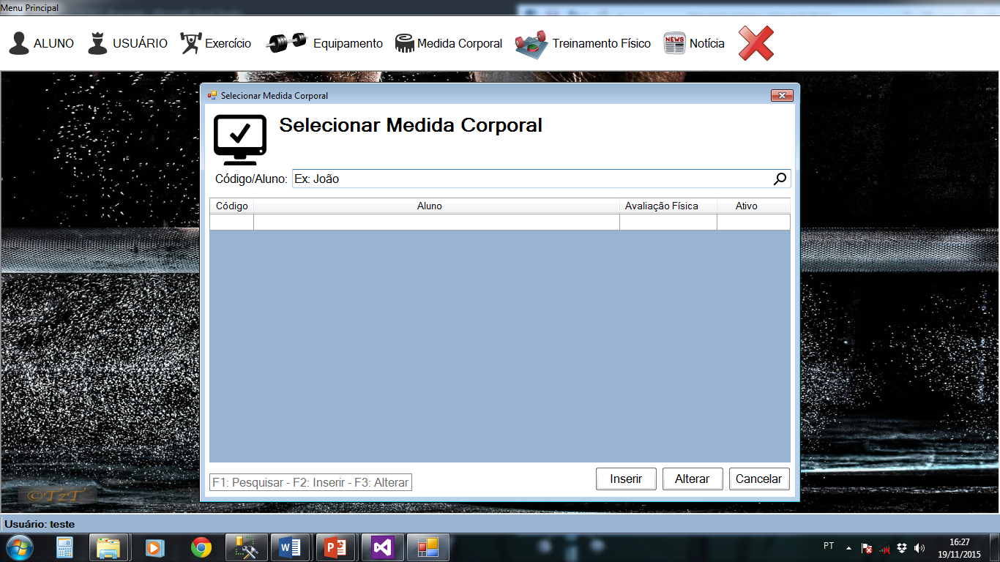 Menu Principal
ALUNO USUÁRIO Exercício Equipamento Medida Corporal Treinamento Físico NEWS Notícia
Selecionar Medida Corporal
Selecionar Medida Corporal
Código/Aluno: Ex: João
Código Aluno Avaliação Física Ativo
F1: Pesquisar - F2: Inserir - F3: Alterar
Inserir Alterar Cancelar
©TzT
Usuário: teste
PT 16:27
19/11/2015